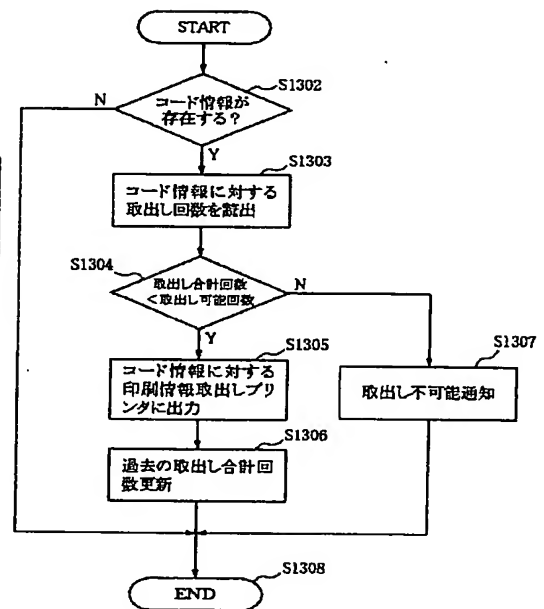 START
S1302
N
コード情報が
存在する?
Y
S1303
コード情報に対する
取出し回数を読出
S1304
取出し合計回数
<取出し可能回数
N
Y
S1305
コード情報に対する
印刷情報取出しプリ
ンタに出力
S1307
取出し不可能通知
S1306
過去の取出し合計回
数更新
S1308
END